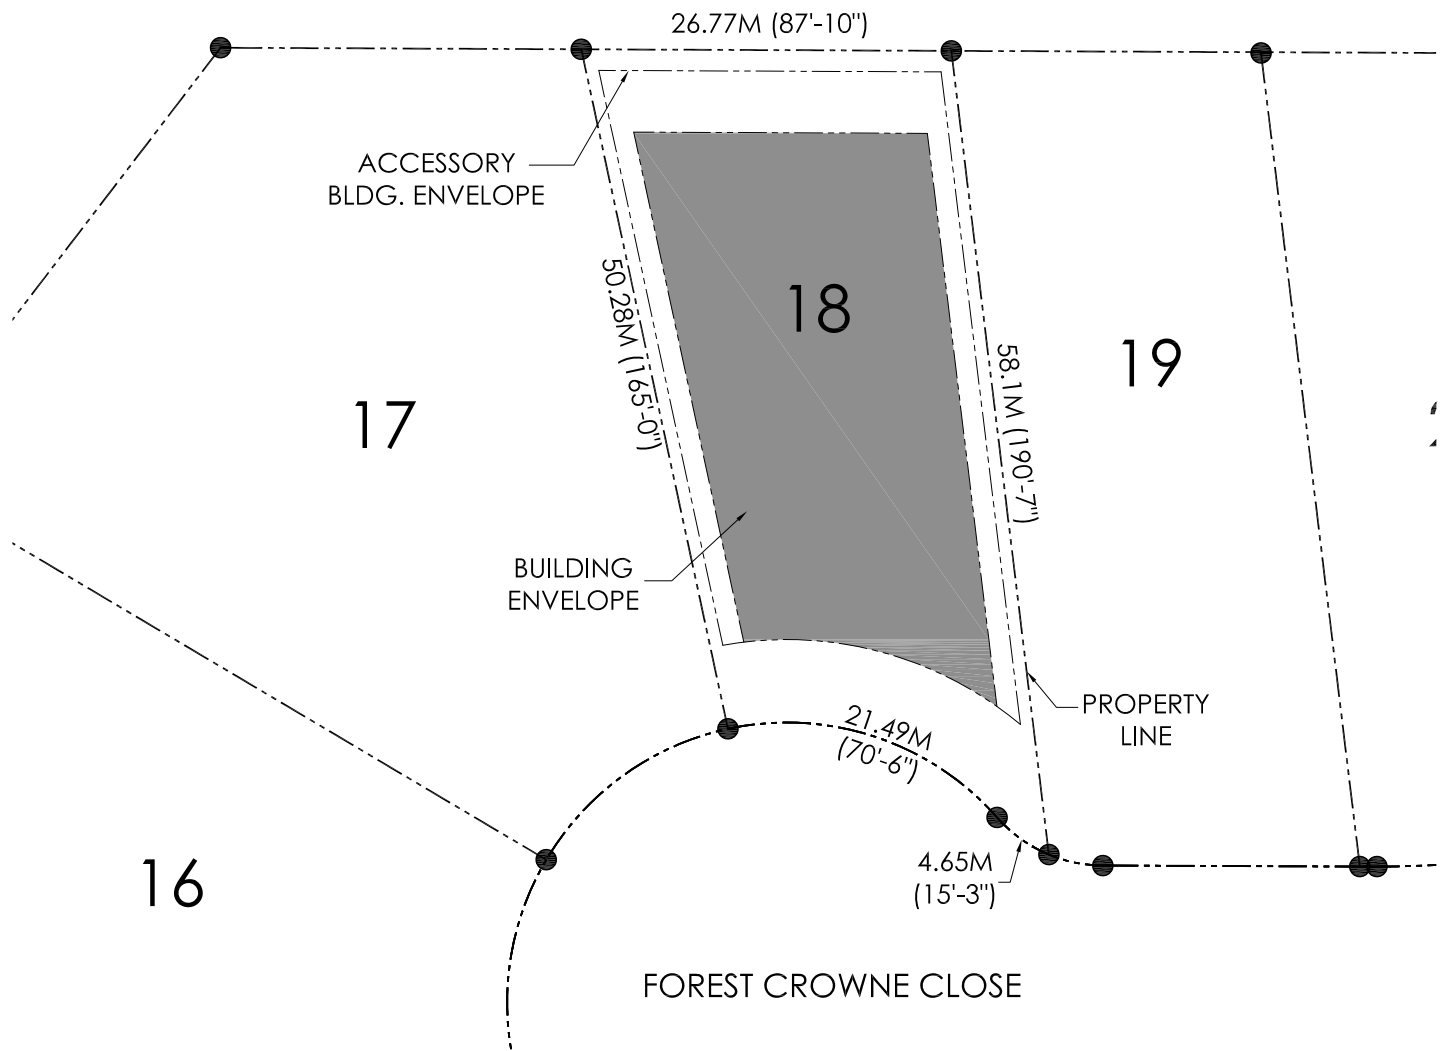 26.77M (87'-10")
ACCESSORY
BLDG. ENVELOPE
50.28M (165'-0")
18
58.1M (190'-7")
19
17
BUILDING
ENVELOPE
PROPERTY
LINE
21.49M
(70'-6")
4.65M
(15'-3")
16
FOREST CROWNE CLOSE